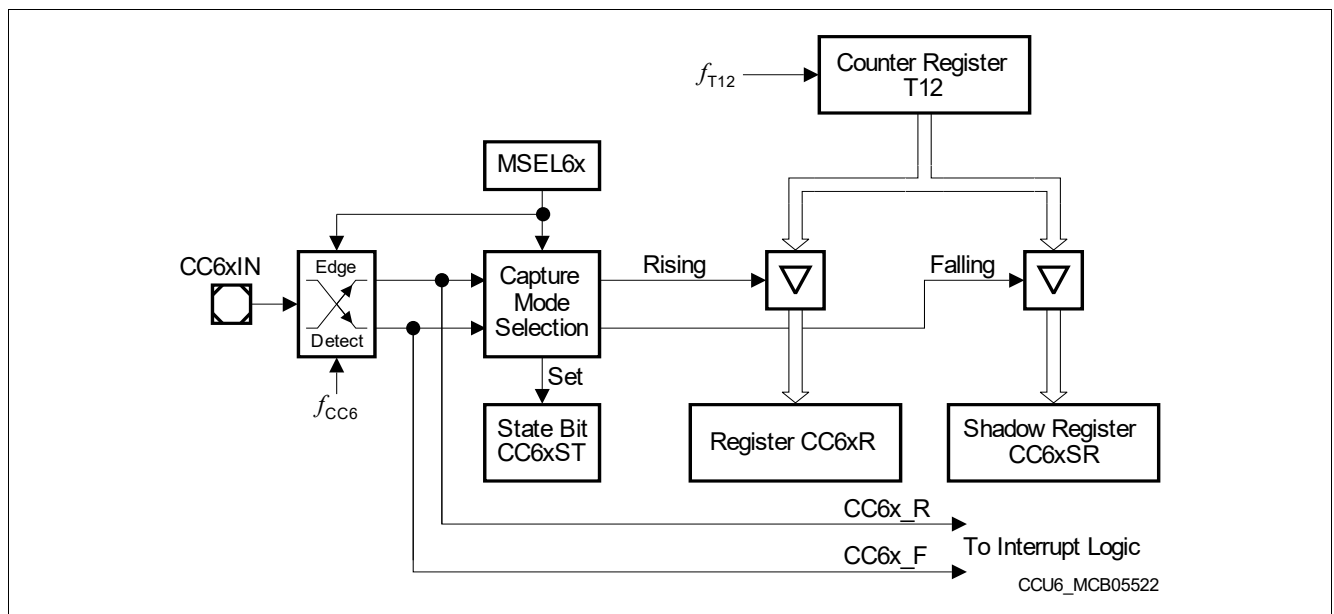 Counter Register
T12
fT12
MSEL6x
CC6xIN
Edge
Detect
Capture
Mode
Selection
Rising
Falling
fCC6
Set
State Bit
CC6xST
Register CC6xR
Shadow Register
CC6xSR
CC6x_R
CC6x_F
To Interrupt Logic
CCU6_MCB05522